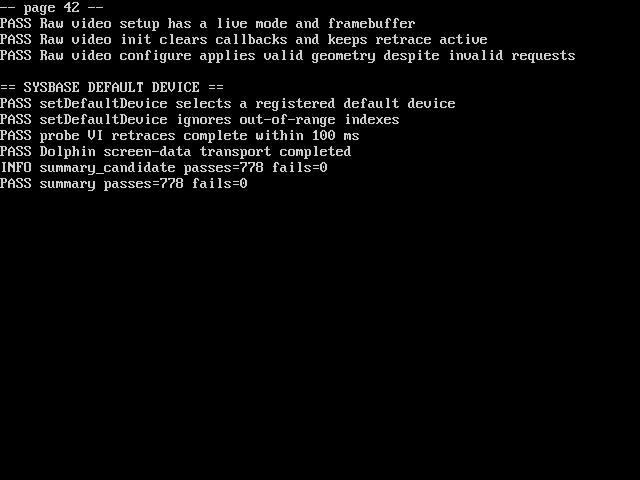 -- page 42 --
PASS Raw video setup has a live mode and framebuffer
PASS Raw video init clears callbacks and keeps retrace active
PASS Raw video configure applies valid geometry despite invalid requests
== SYSBASE DEFAULT DEVICE ==
PASS setDefaultDevice selects a registered default device
PASS setDefaultDevice ignores out-of-range indexes
PASS probe VI retraces complete within 100 ms
PASS Dolphin screen-data transport completed
INFO summary_candidate passes=778 fails=0
PASS summary passes=778 fails=0